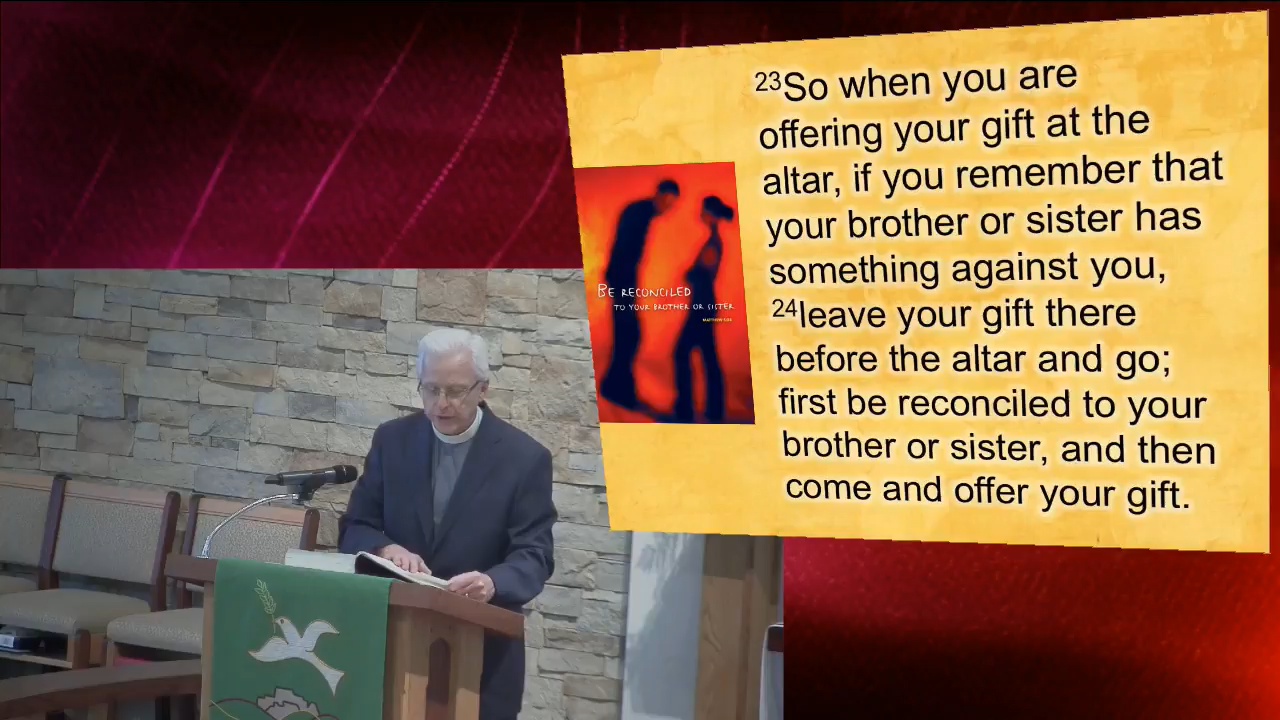 23So when you are
offering your gift at the
altar, if you remember that
your brother or sister has
something against you,
24leave your gift there
before the altar and go;
first be reconciled to your
brother or sister, and then
come and offer your gift.
BE RECONCILED
TO YOUR BROTHER OR SISTER